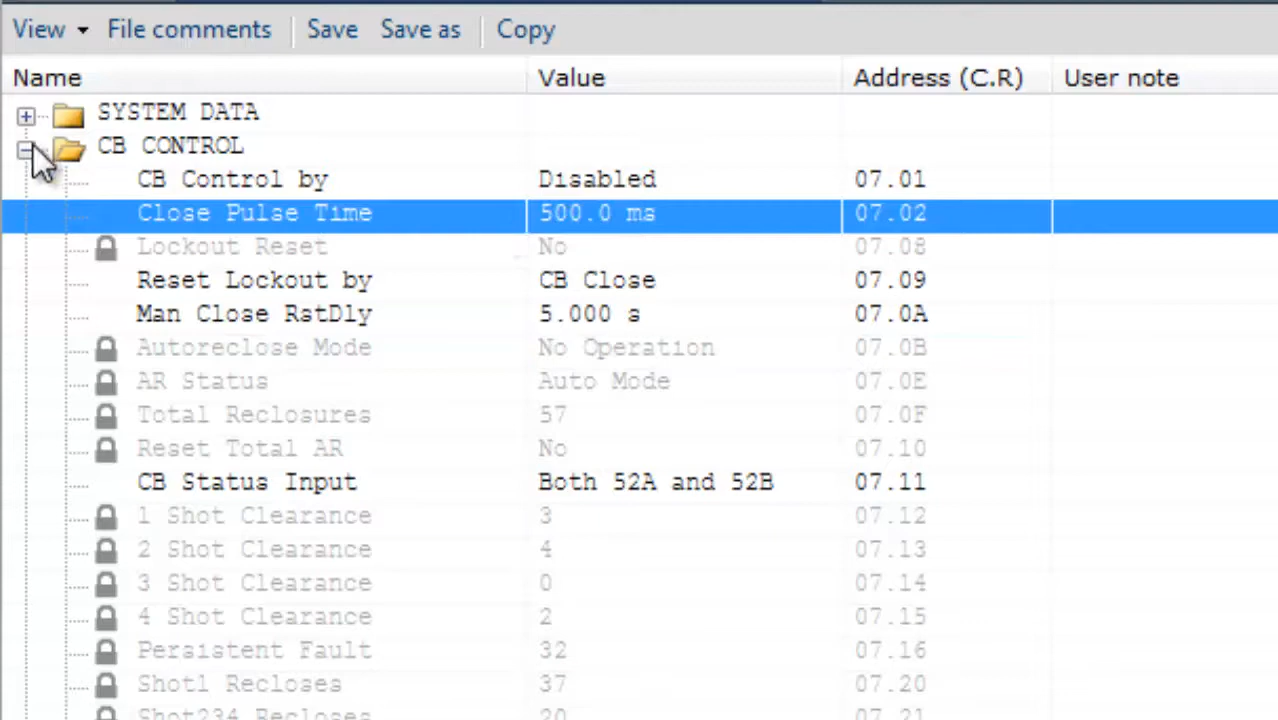 View File comments Save Save as Copy
Name Value Address (C.R) User note
SYSTEM DATA
CB CONTROL
CB Control by Disabled 07.01
Close Pulse Time 500.0 ms 07.02
Lockout Reset No 07.08
Reset Lockout by CB Close 07.09
Man Close RstDly 5.000 s 07.0A
Autoreclose Mode No Operation 07.0B
AR Status Auto Mode 07.0E
Total Reclosures 57 07.0F
Reset Total AR No 07.10
CB Status Input Both 52A and 52B 07.11
1 Shot Clearance 3 07.12
2 Shot Clearance 4 07.13
3 Shot Clearance 0 07.14
4 Shot Clearance 2 07.15
Persistent Fault 32 07.16
Shot1 Recloses 37 07.20
Shot234 Recloses 20 07.21